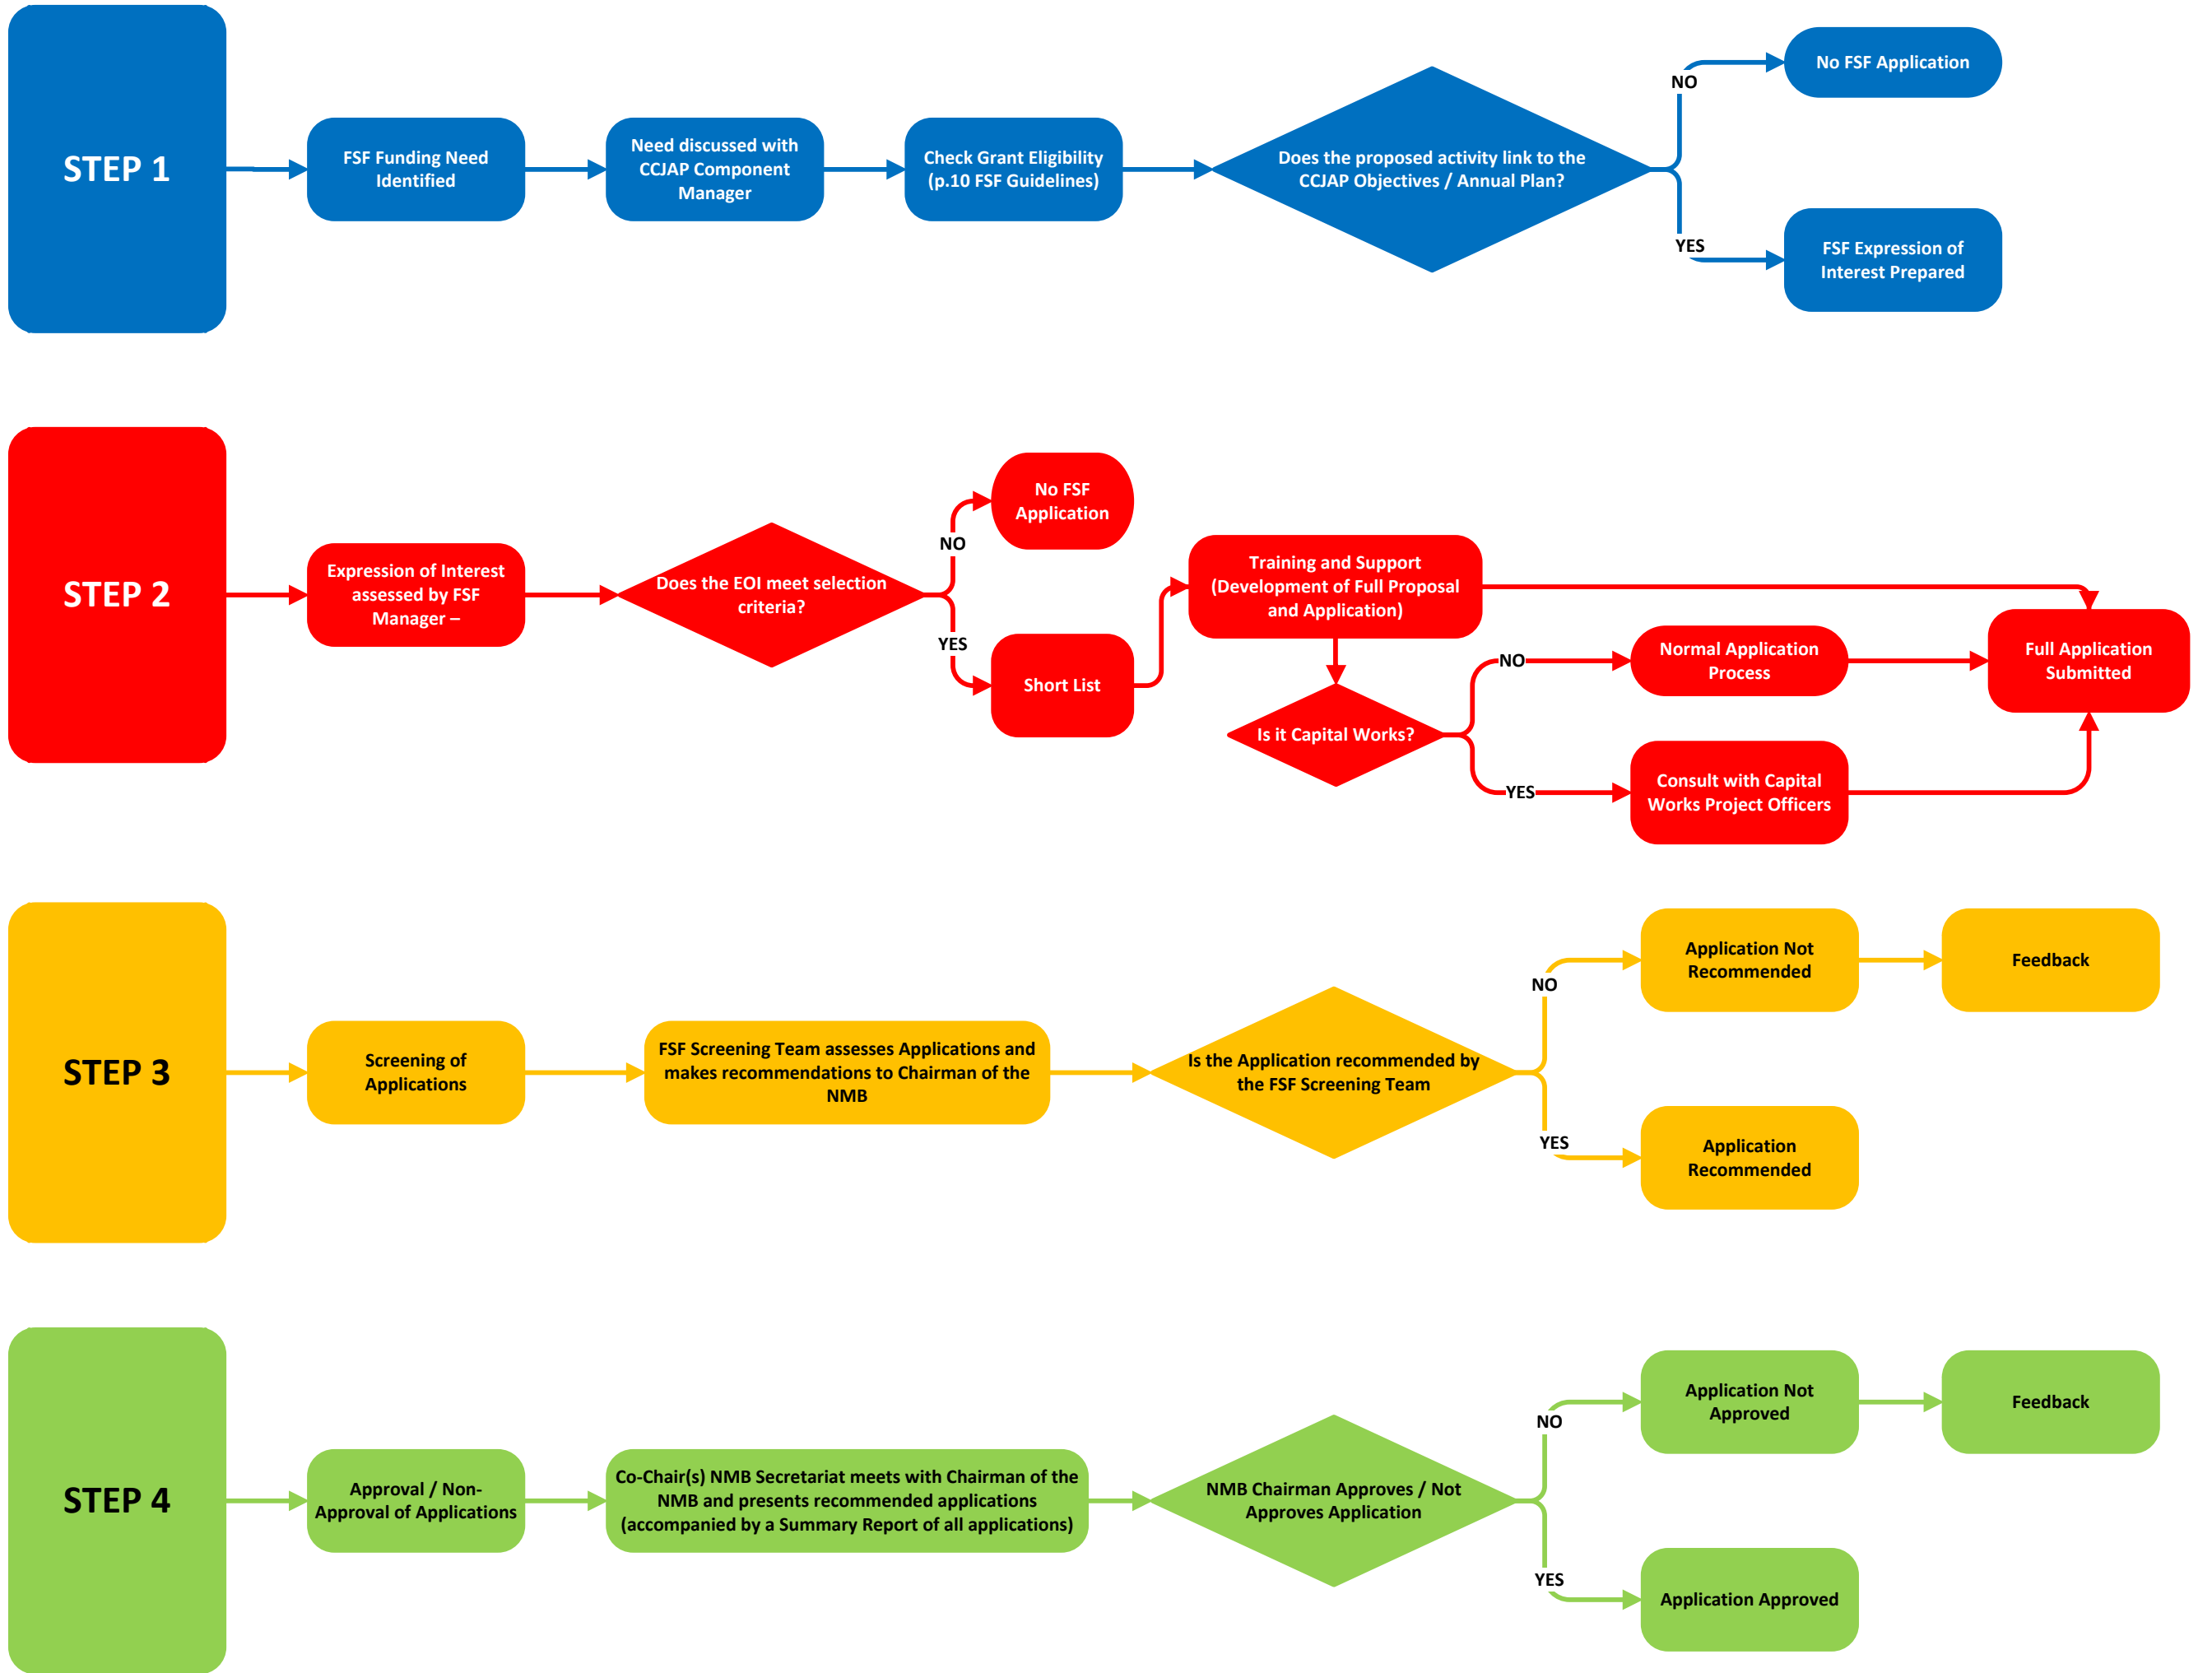 STEP 1
FSF Funding Need
Identified
Need discussed with
CCJAP Component
Manager
Check Grant Eligibility
(p.10 FSF Guidelines)
Does the proposed activity link to the
CCJAP Objectives / Annual Plan?
NO
No FSF Application
YES
FSF Expression of
Interest Prepared
STEP 2
Expression of Interest
assessed by FSF
Manager –
Does the EOI meet selection
criteria?
NO
No FSF
Application
YES
Short List
Training and Support
(Development of Full Proposal
and Application)
Is it Capital Works?
NO
Normal Application
Process
YES
Consult with Capital
Works Project Officers
Full Application
Submitted
STEP 3
Screening of
Applications
FSF Screening Team assesses Applications and
makes recommendations to Chairman of the
NMB
Is the Application recommended by
the FSF Screening Team
NO
Application Not
Recommended
Feedback
YES
Application
Recommended
STEP 4
Approval / Non-
Approval of Applications
Co-Chair(s) NMB Secretariat meets with Chairman of the
NMB and presents recommended applications
(accompanied by a Summary Report of all applications)
NMB Chairman Approves / Not
Approves Application
NO
Application Not
Approved
Feedback
YES
Application Approved